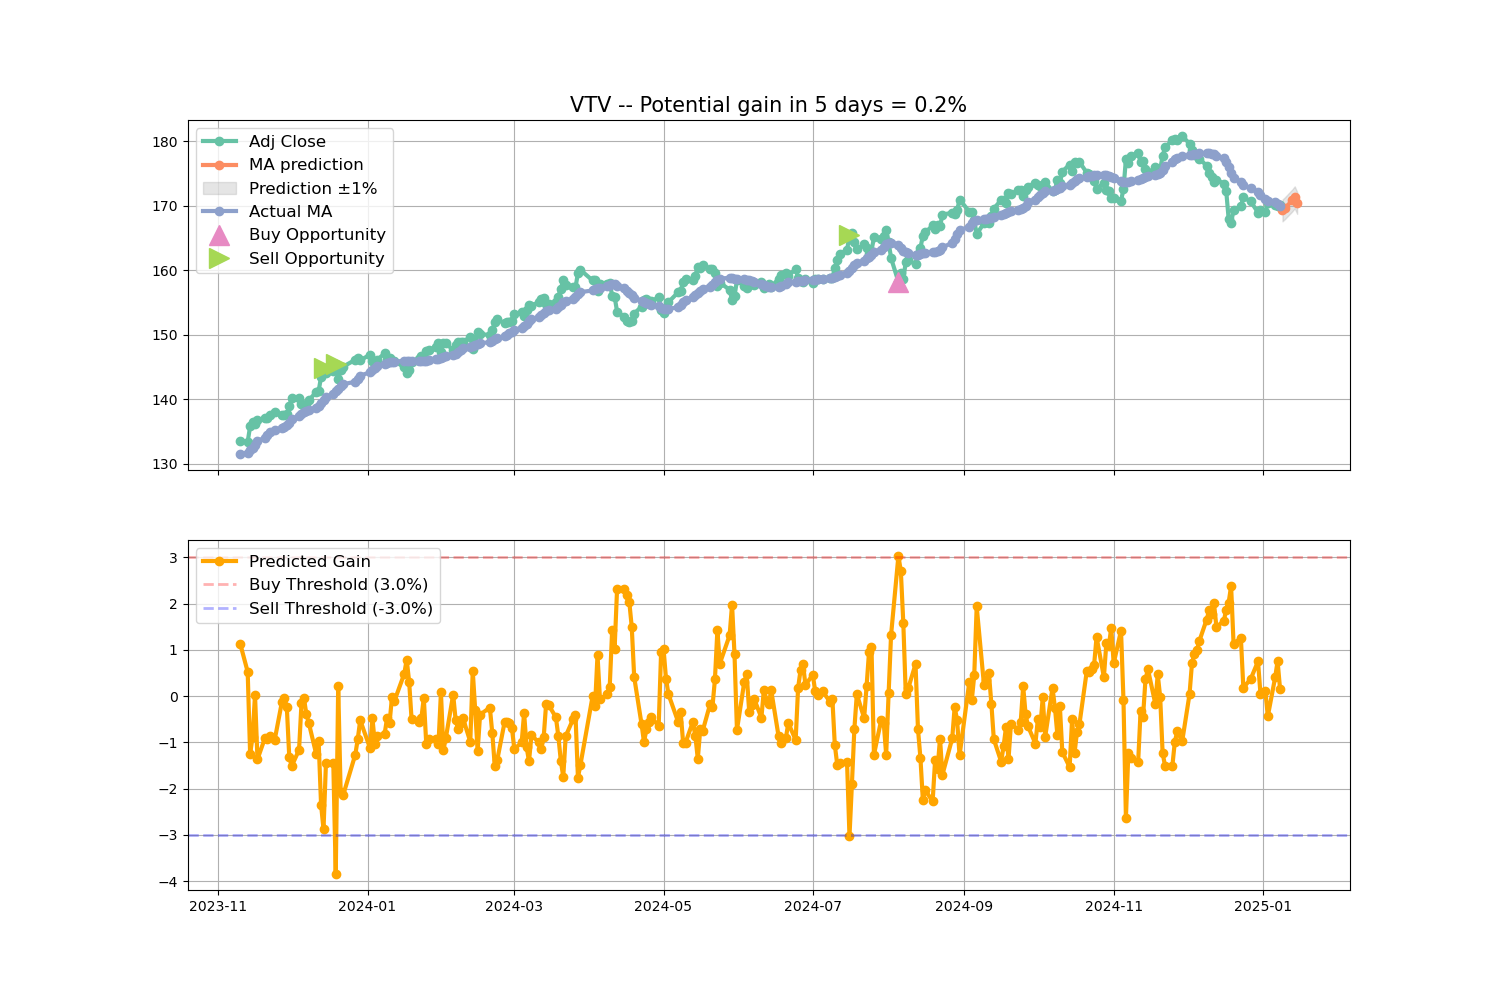 VTV -- Potential gain in 5 days = 0.2%
180
170
160
150
140
130
Adj Close
MA prediction
Prediction ±1%
Actual MA
Buy Opportunity
Sell Opportunity
3
2
1
0
−1
−2
−3
−4
Predicted Gain
Buy Threshold (3.0%)
Sell Threshold (-3.0%)
2023-11
2024-01
2024-03
2024-05
2024-07
2024-09
2024-11
2025-01